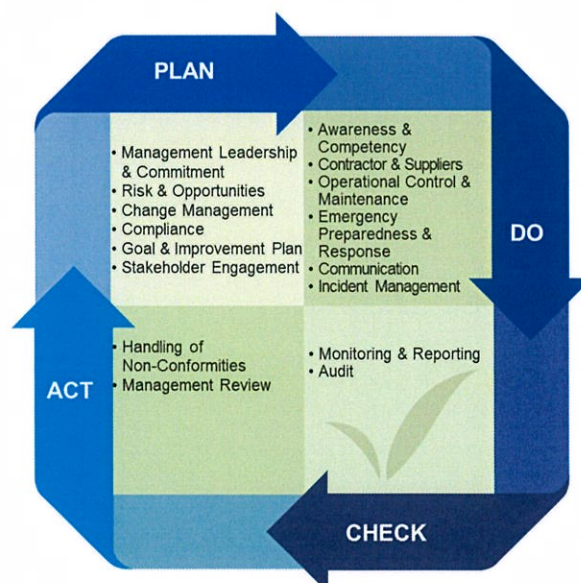 PLAN
• Management Leadership
& Commitment
• Risk & Opportunities
• Change Management
• Compliance
• Goal & Improvement Plan
• Stakeholder Engagement
• Awareness &
Competency
• Contractor & Suppliers
• Operational Control &
Maintenance
• Emergency
Preparedness &
Response
• Communication
• Incident Management
DO
• Handling of
Non-Conformities
• Management Review
ACT
• Monitoring & Reporting
• Audit
CHECK